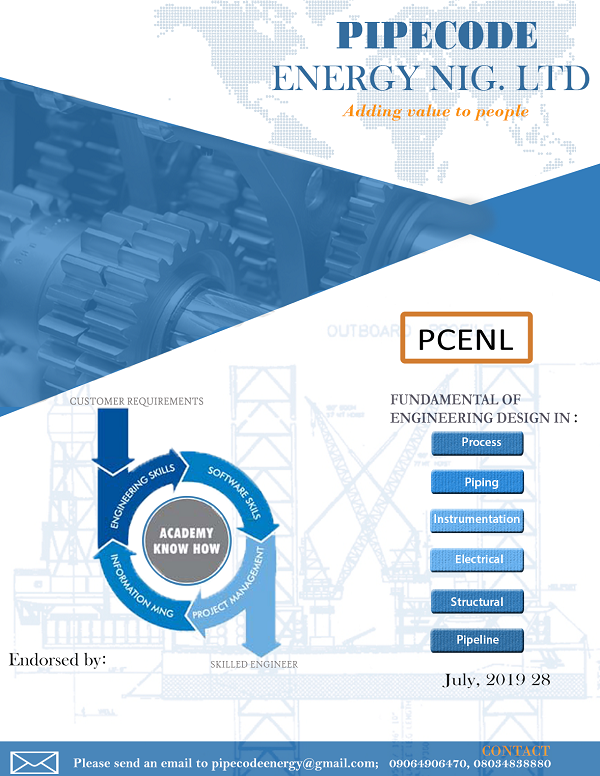 PIPECODE
ENERGY NIG. LTD
Adding value to people
OUTBOARD PROFILE
PCENL
CUSTOMER REQUIREMENTS
ENGINEERING SKILLS
SOFTWARE SKILS
ACADEMY
KNOW HOW
INFORMATION MNG
PROJECT MANAGEMENT
SKILLED ENGINEER
FUNDAMENTAL OF
ENGINEERING DESIGN IN :
Process
Piping
Instrumentation
Electrical
Structural
Pipeline
Endorsed by:
July, 2019 28
CONTACT
Please send an email to pipecodeenergy@gmail.com; 09064906470, 08034838880